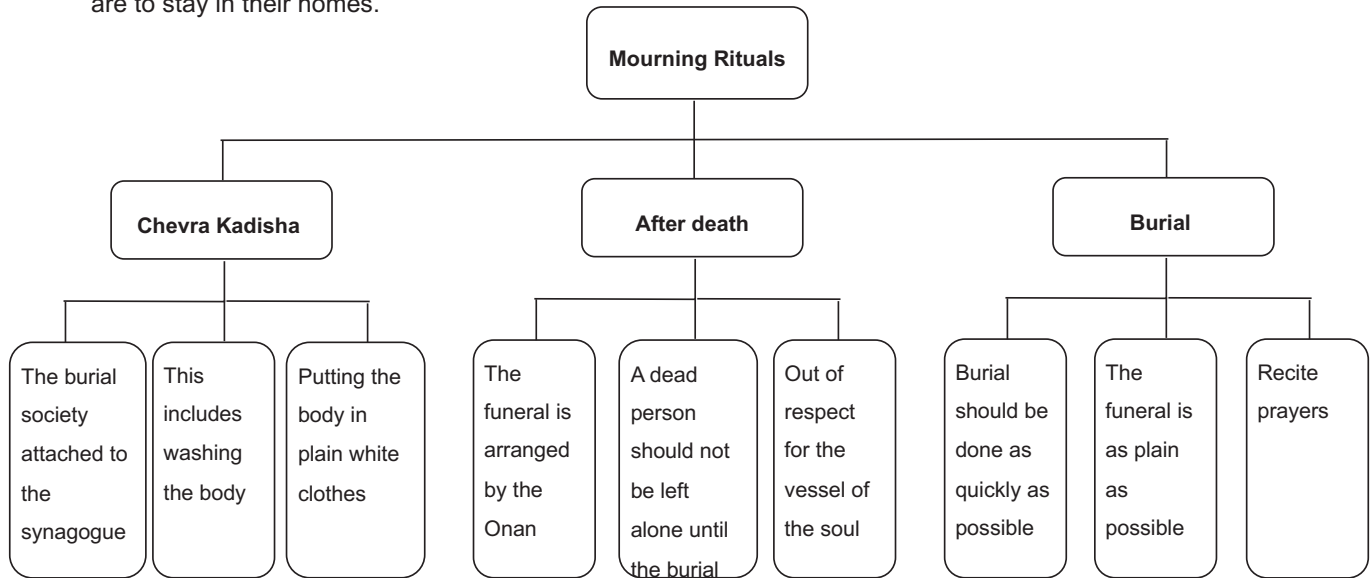 are to stay in their homes.
Mourning Rituals
Chevra Kadisha
After death
Burial
The burial
society
attached to
the
synagogue
This
includes
washing
the body
Putting the
body in
plain white
clothes
The
funeral is
arranged
by the
Onan
A dead
person
should not
be left
alone until
the burial
Out of
respect
for the
vessel of
the soul
Burial
should be
done as
quickly as
possible
The
funeral is
as plain
as
possible
Recite
prayers